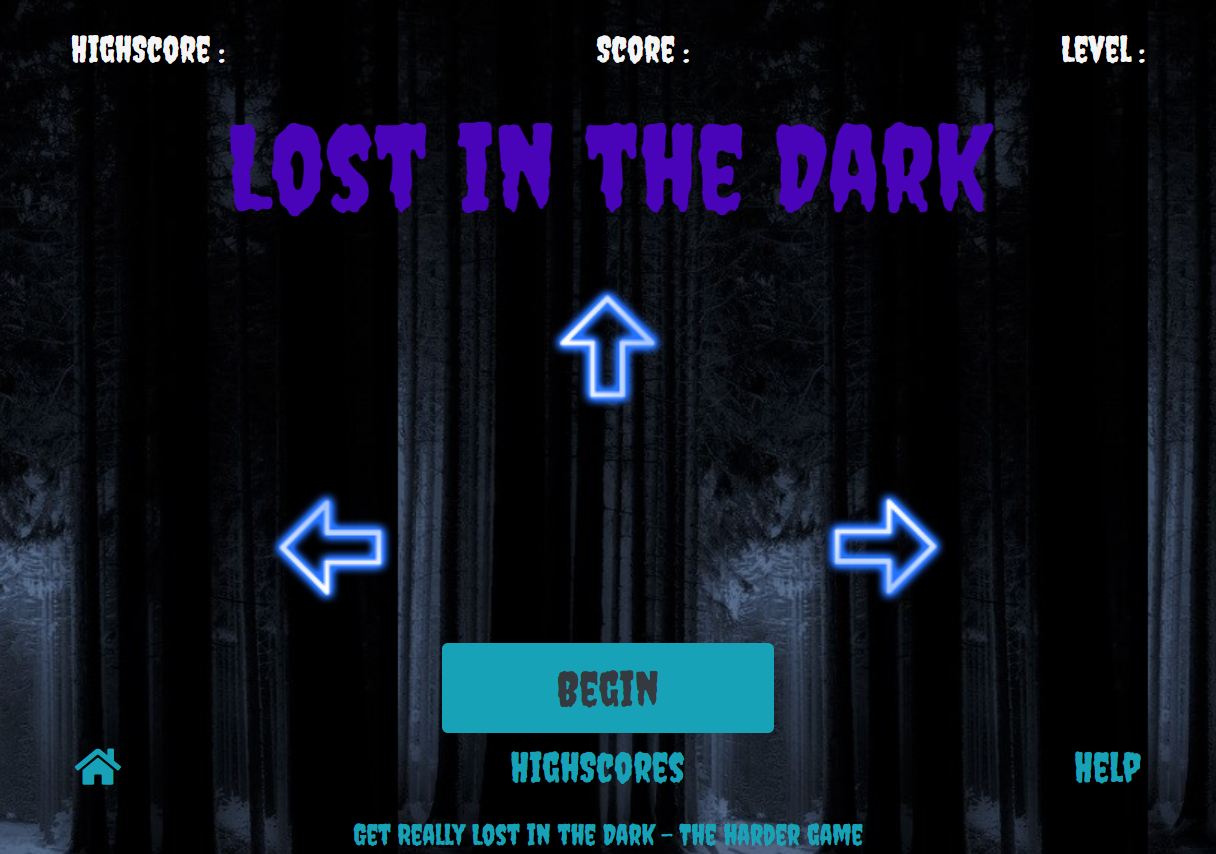 HIGHSCORE :
SCORE :
LEVEL :
LOST IN THE DARK
BEGIN
HIGHSCORES
HELP
GET REALLY LOST IN THE DARK - THE HARDER GAME